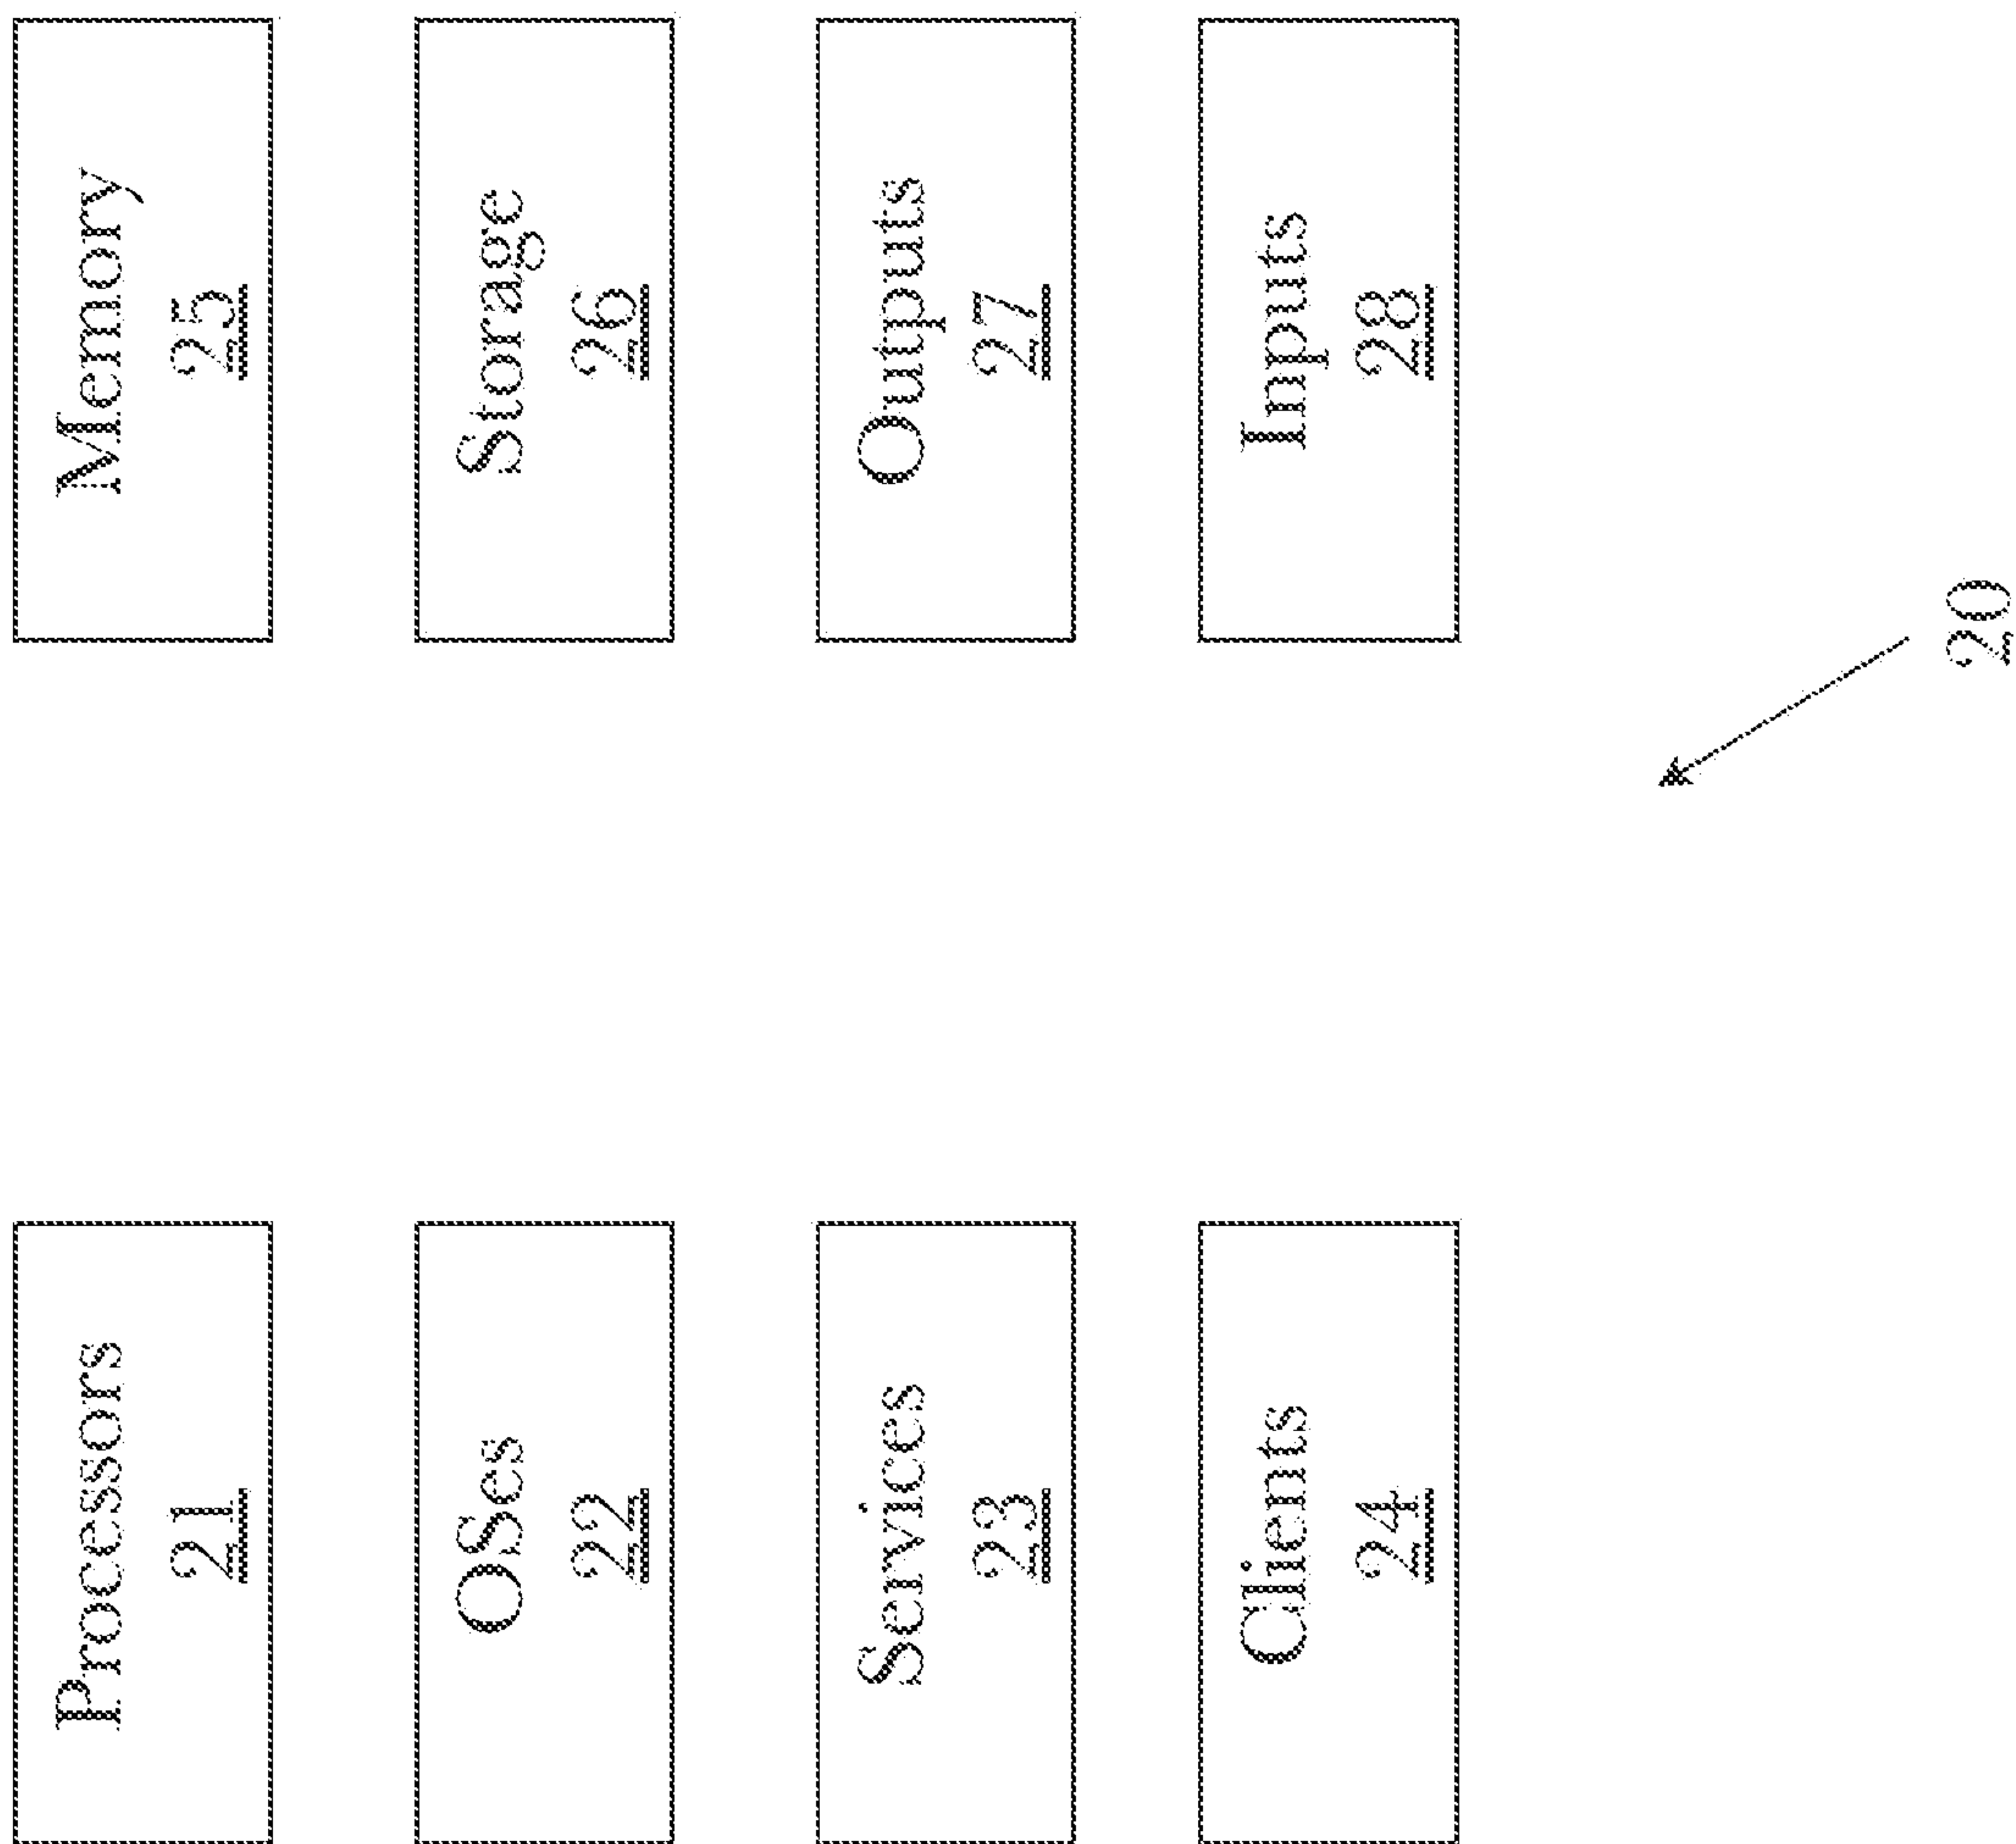 Processors
21
OSes
22
Services
23
Clients
24
Memory
25
Storage
26
Outputs
27
Inputs
28
20